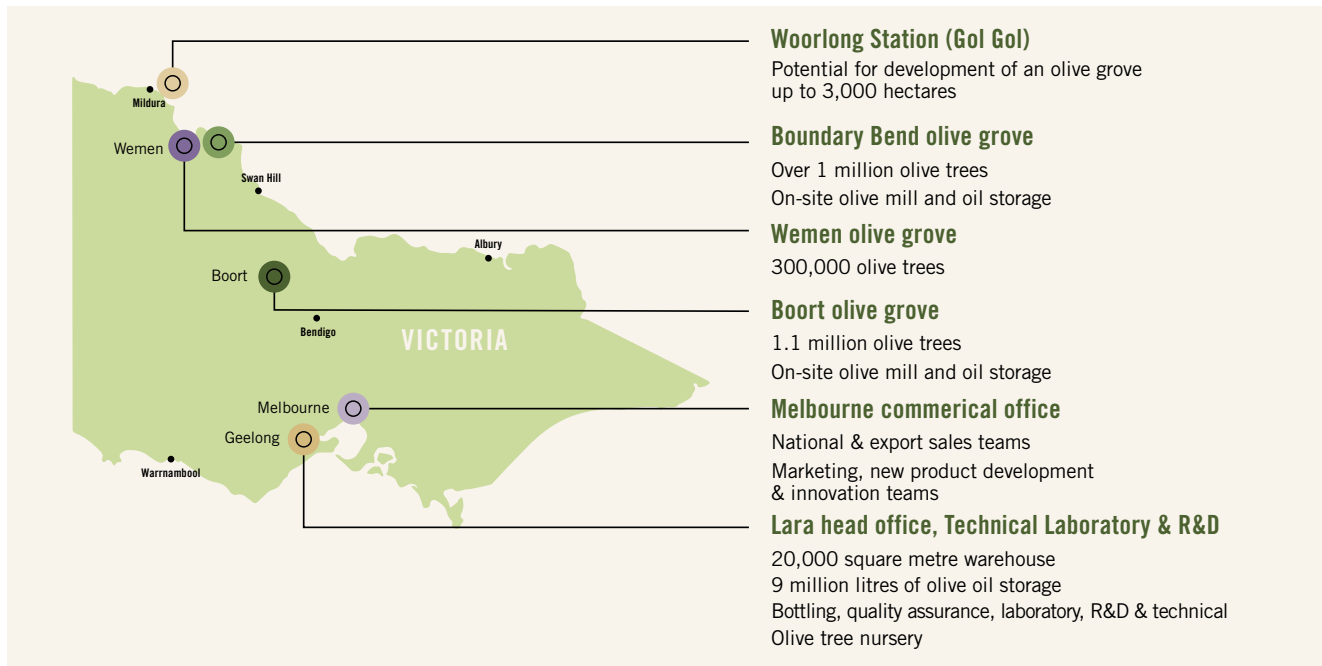 Woorlong Station (Gol Gol)
Potential for development of an olive grove
up to 3,000 hectares
Mildura
Boundary Bend olive grove
Wemen
Over 1 million olive trees
Swan Hill
On-site olive mill and oil storage
Wemen olive grove
Albury
300,000 olive trees
Boort
Boort olive grove
Bendigo
VICTORIA
1.1 million olive trees
On-site olive mill and oil storage
Melbourne
Melbourne commerical office
Geelong
National & export sales teams
Warrnambool
Marketing, new product development
& innovation teams
Lara head office, Technical Laboratory & R&D
20,000 square metre warehouse
9 million litres of olive oil storage
Bottling, quality assurance, laboratory, R&D & technical
Olive tree nursery